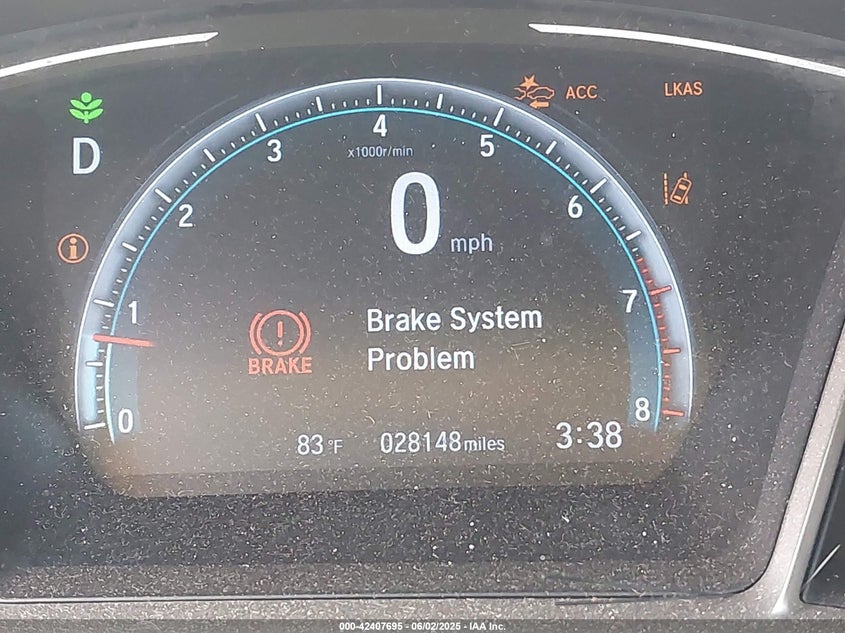 ACC
LKAS
D
0 1 2 3 4 5 6 7 8
x1000r/min
0 mph
Brake System
Problem
BRAKE
83 °F 028148 miles 3:38
000-42407695 - 06/02/2025 - IAA Inc.